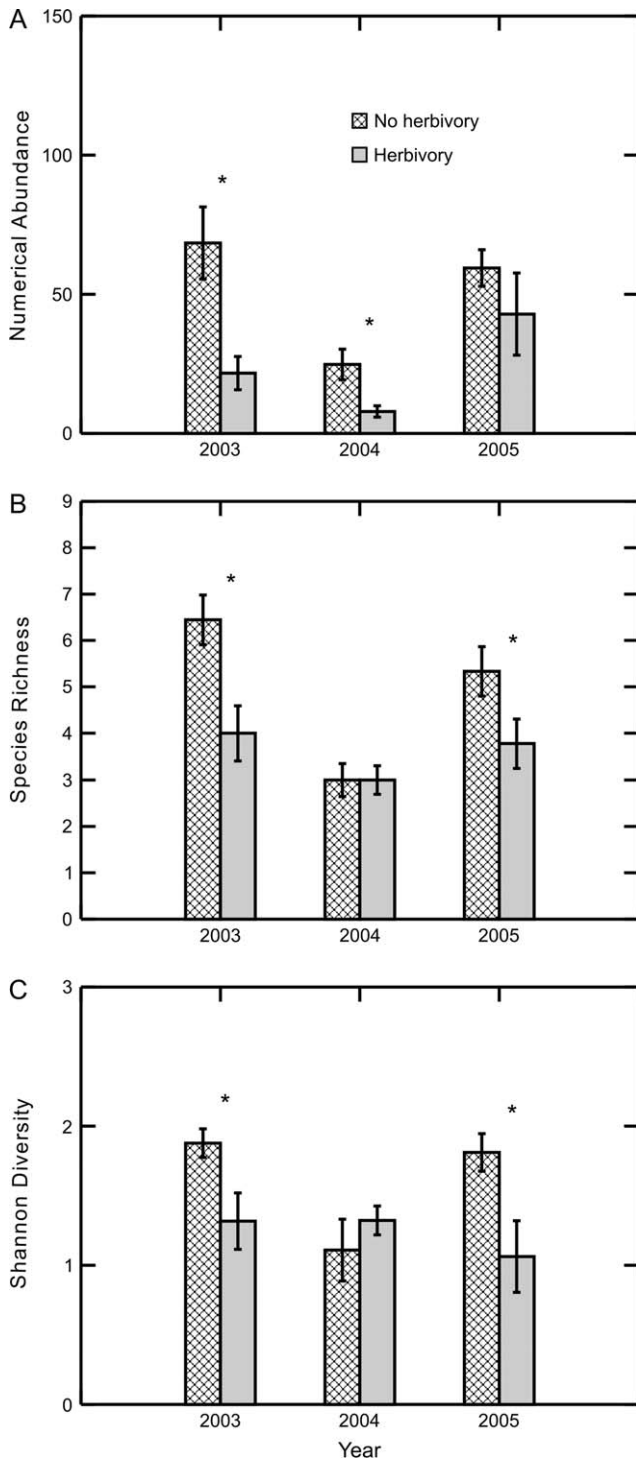 A
150
100
50
0
Numerical Abundance
No herbivory
Herbivory
*
*
2003 2004 2005
B
9
8
7
6
5
4
3
2
1
0
Species Richness
*
*
2003 2004 2005
C
3
2
1
0
Shannon Diversity
*
*
2003 2004 2005
Year